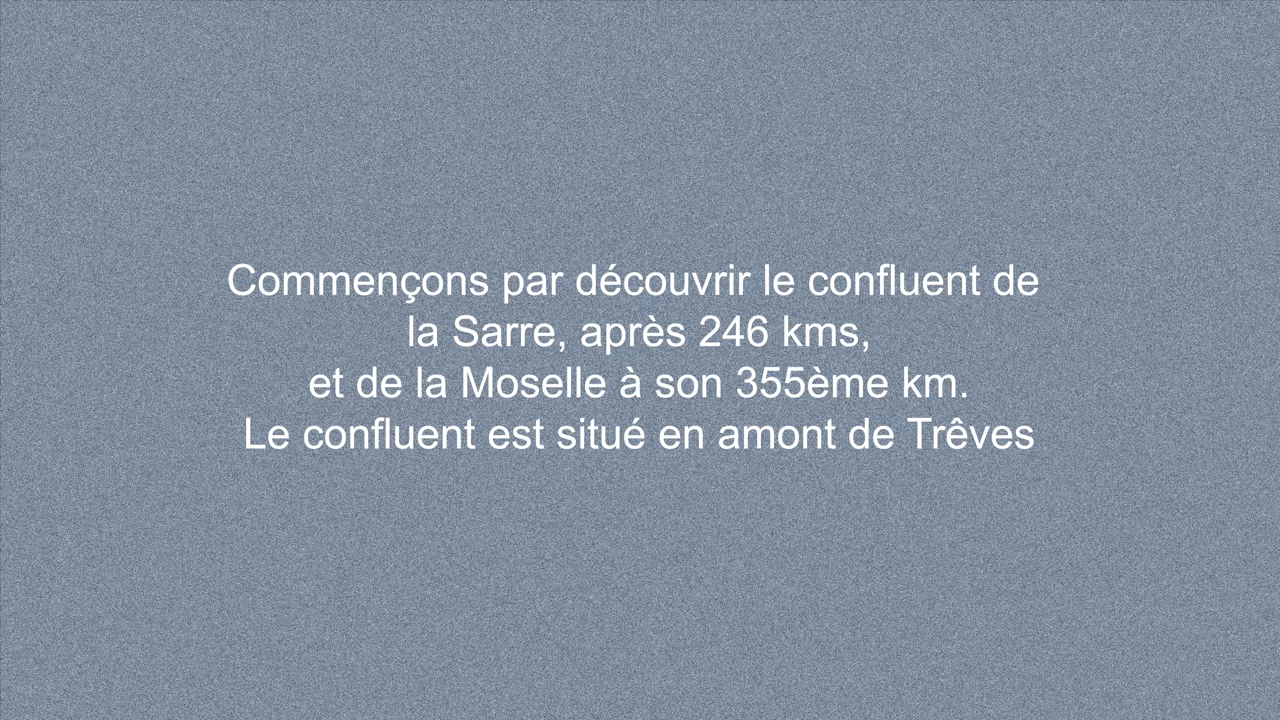 Commençons par découvrir le confluent de
la Sarre, après 246 kms,
et de la Moselle à son 355ème km.
Le confluent est situé en amont de Trêves